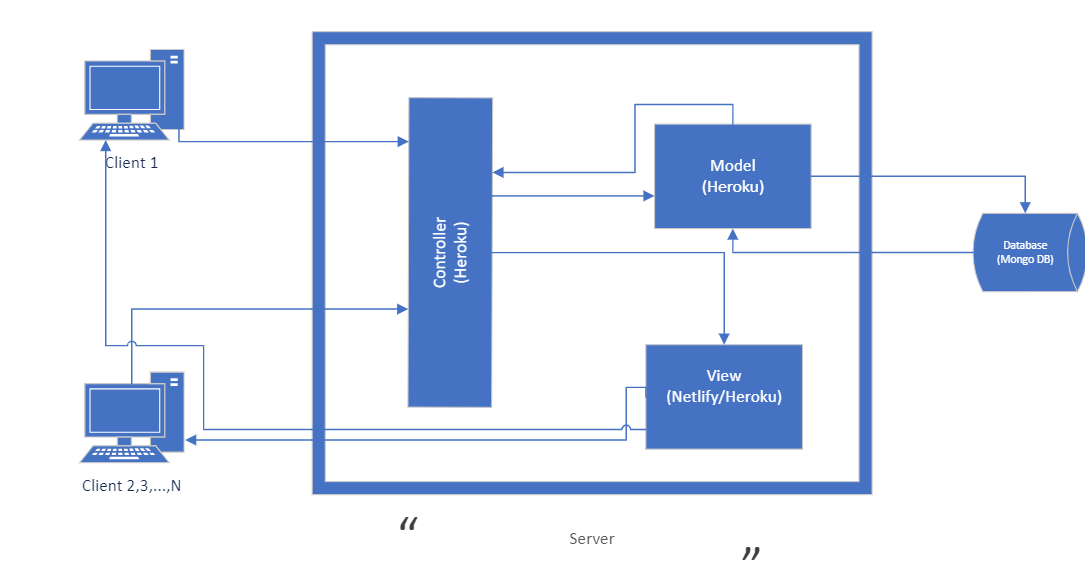 Client 1
Controller
(Heroku)
Model
(Heroku)
Database
(Mongo DB)
View
(Netlify/Heroku)
Client 2,3,...,N
“
Server
”